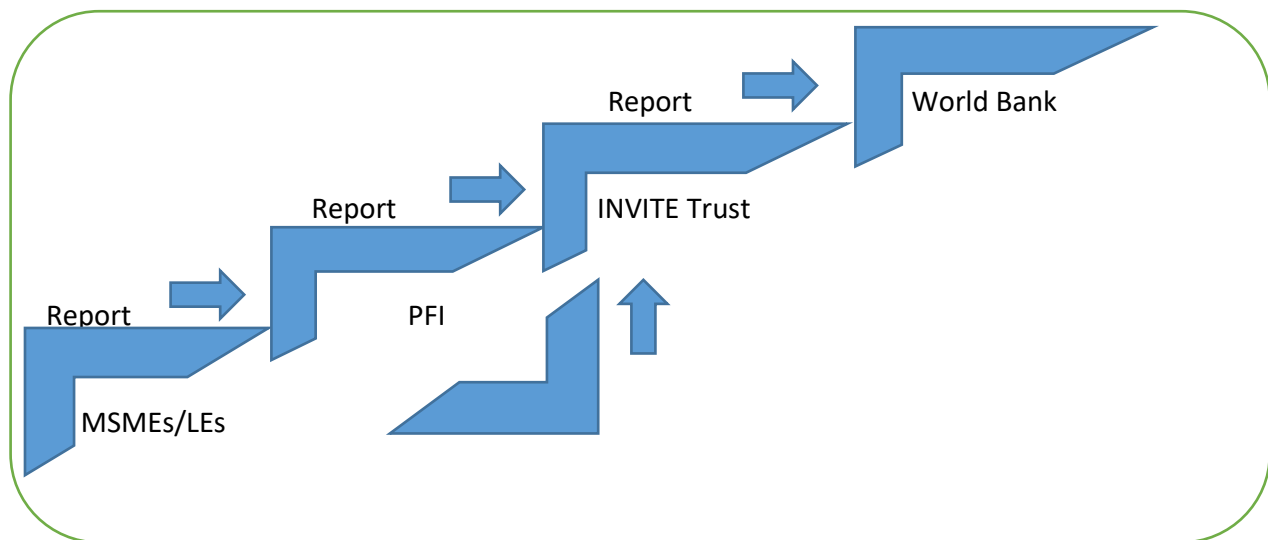 Report
World Bank
Report
INVITE Trust
Report
PFI
MSMEs/LEs